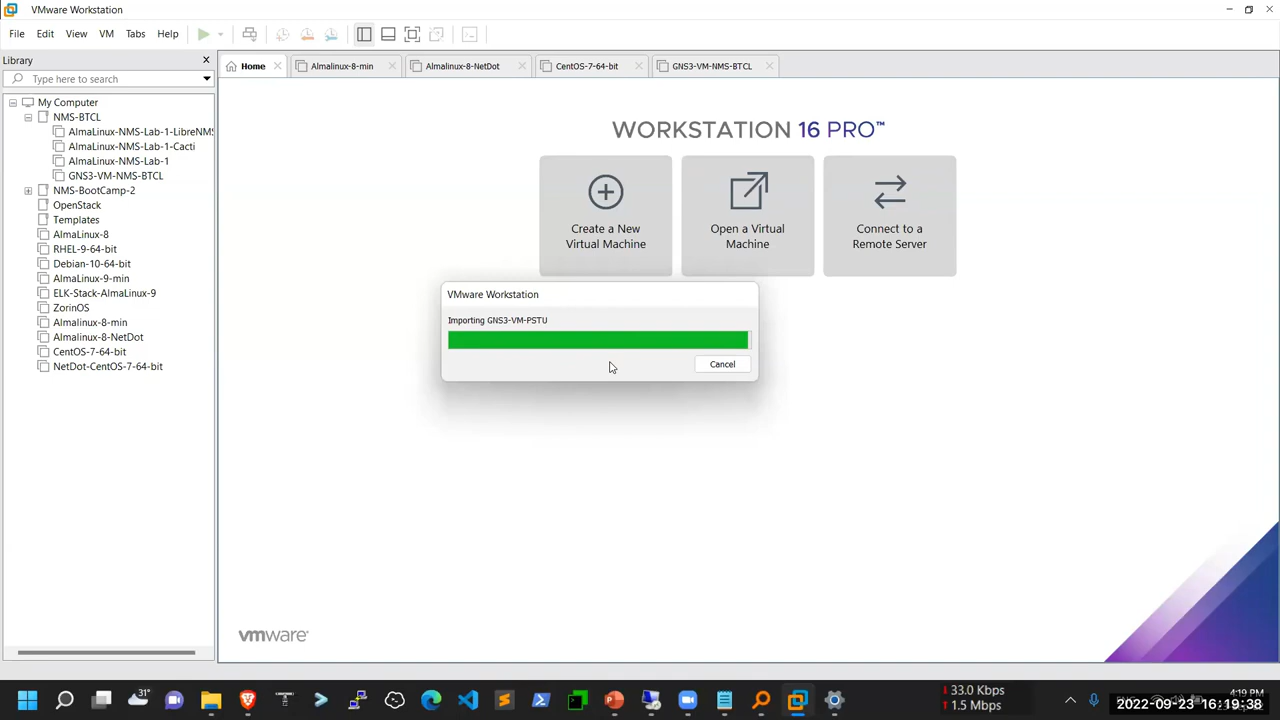 VMware Workstation
File Edit View VM Tabs Help
Library
Type here to search
Home Almalinux-8-min Almalinux-8-NetDot CentOS-7-64-bit GNS3-VM-NMS-BTCL
My Computer
NMS-BTCL
AlmaLinux-NMS-Lab-1-LibreNMS
AlmaLinux-NMS-Lab-1-Cacti
AlmaLinux-NMS-Lab-1
GNS3-VM-NMS-BTCL
NMS-BootCamp-2
OpenStack
Templates
AlmaLinux-8
RHEL-9-64-bit
Debian-10-64-bit
AlmaLinux-9-min
ELK-Stack-AlmaLinux-9
ZorinOS
Almalinux-8-min
Almalinux-8-NetDot
CentOS-7-64-bit
NetDot-CentOS-7-64-bit
WORKSTATION 16 PRO™
Create a New
Virtual Machine
Open a Virtual
Machine
Connect to a
Remote Server
VMware Workstation
Importing GNS3-VM-PSTU
Cancel
vmware®
31°
33.0 Kbps
1.5 Mbps
4:19 PM
2022-09-23 16:19:38